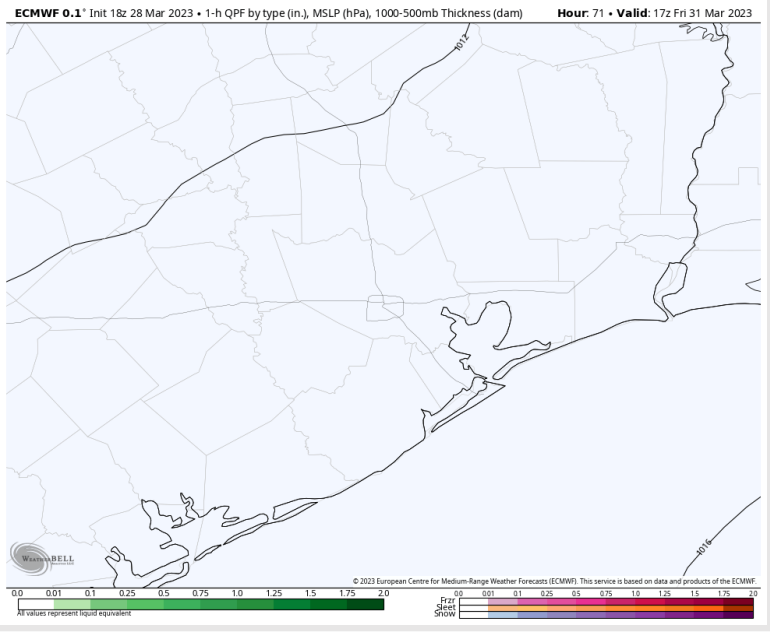 ECMWF 0.1° Init 18z 28 Mar 2023 • 1-h QPF by type (in.), MSLP (hPa), 1000-500mb Thickness (dam) Hour: 71 • Valid: 17z Fri 31 Mar 2023
1012
1016
WEATHERBELL
© 2023 European Centre for Medium-Range Weather Forecasts (ECMWF). This service is based on data and products of the ECMWF.
0.0 0.01 0.1 0.25 0.5 0.75 1.0 1.25 1.5 1.75 2.0
All values represent liquid equivalent
0.0 0.01 0.1 0.25 0.5 0.75 1.0 1.25 1.5 1.75 2.0
Frzr
Sleet
Snow